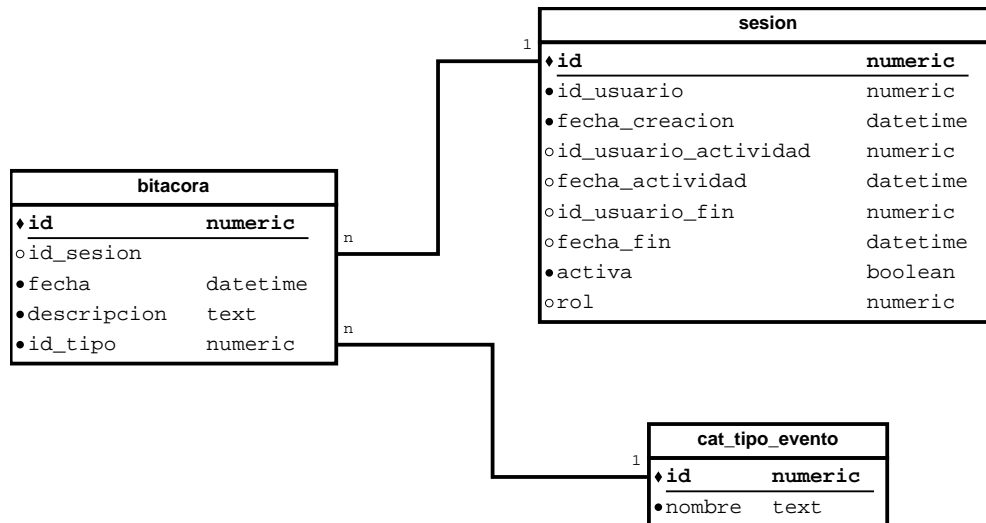 sesion
1
id numeric
id_usuario numeric
fecha_creacion datetime
id_usuario_actividad numeric
fecha_actividad datetime
id_usuario_fin numeric
fecha_fin datetime
activa boolean
rol numeric
bitacora
id numeric
n
id_sesion
fecha datetime
descripcion text
n
id_tipo numeric
cat_tipo_evento
1
id numeric
nombre text